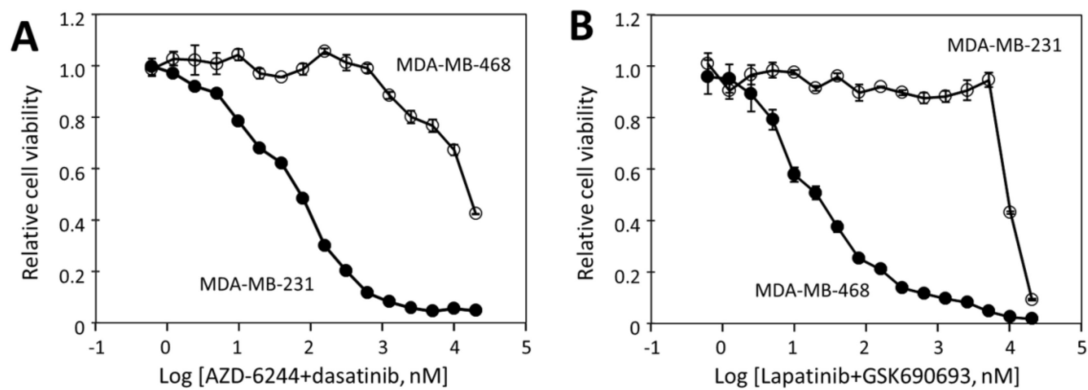 A
Relative cell viability
1.2
1.0
0.8
0.6
0.4
0.2
0
MDA-MB-468
MDA-MB-231
-1 0 1 2 3 4 5
Log [AZD-6244+dasatinib, nM]
B
Relative cell viability
1.2
1.0
0.8
0.6
0.4
0.2
0
MDA-MB-231
MDA-MB-468
-1 0 1 2 3 4 5
Log [Lapatinib+GSK690693, nM]